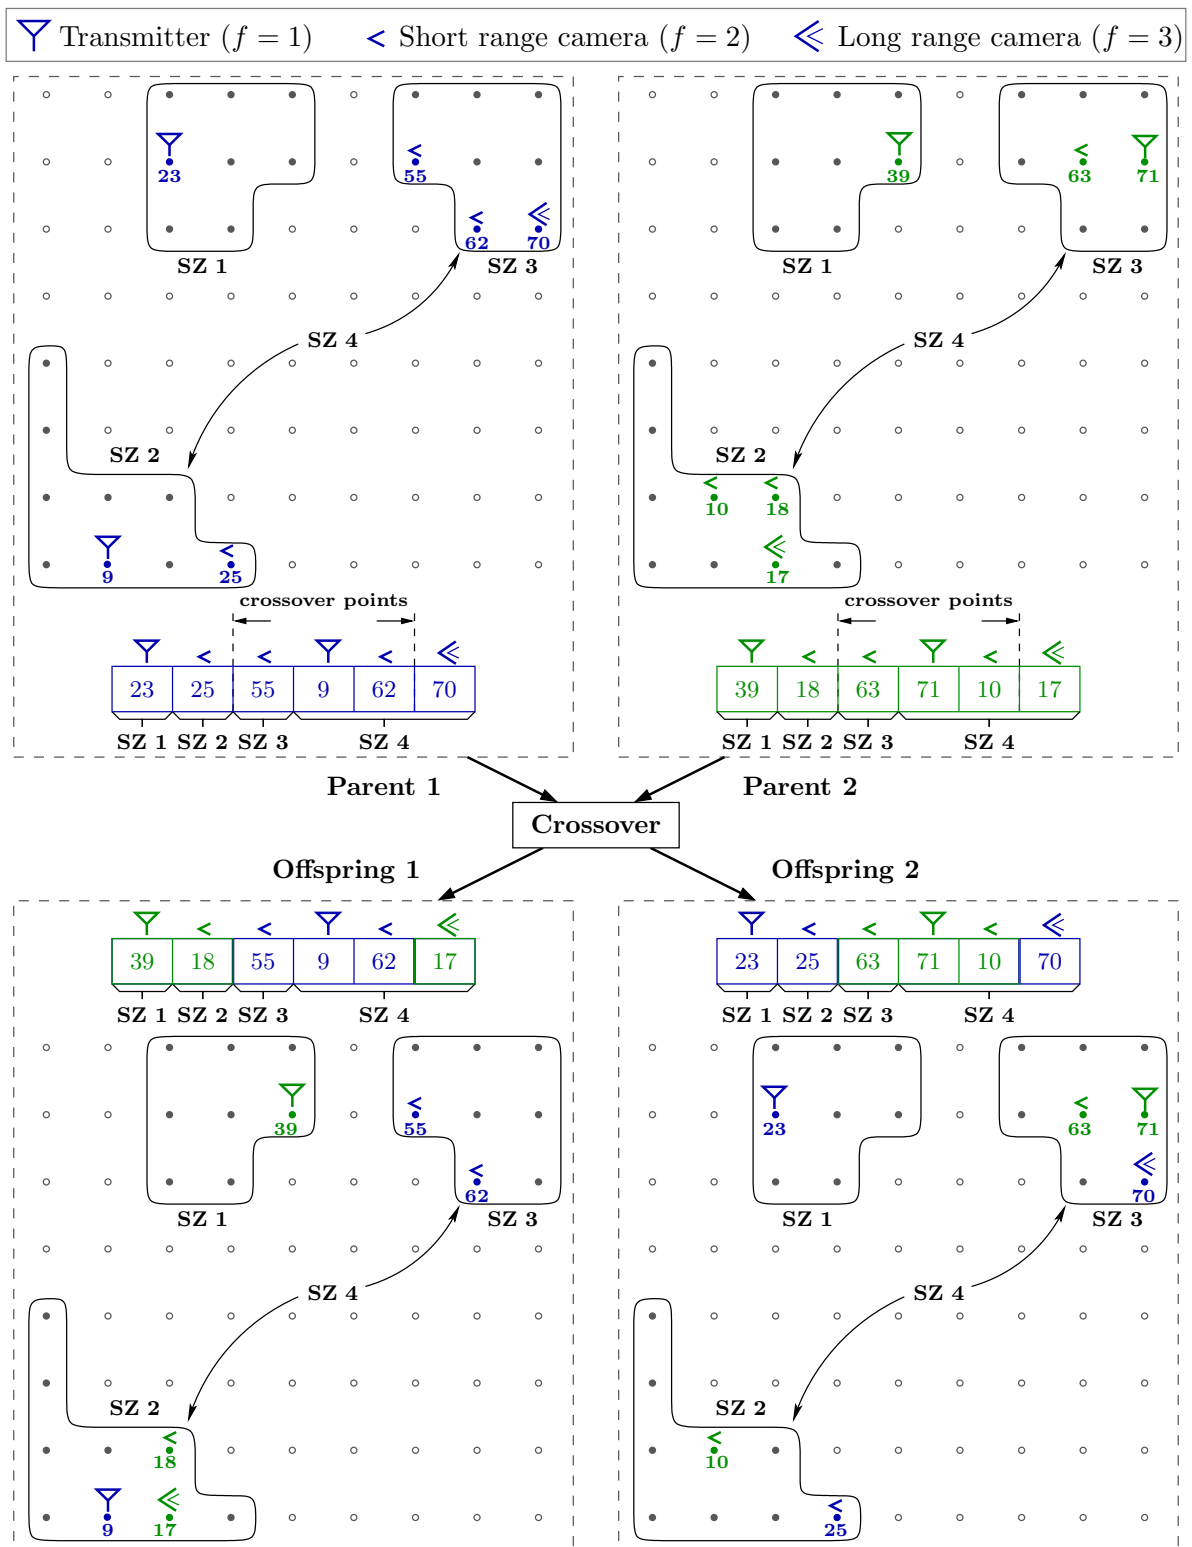 Transmitter (f = 1) Short range camera (f = 2) Long range camera (f = 3)
23 55
62 70
SZ 1 SZ 3
SZ 4
SZ 2
9 25
crossover points
23 25 55 9 62 70
SZ 1 SZ 2 SZ 3 SZ 4
39 63 71
SZ 1 SZ 3
SZ 4
SZ 2
10 18
17
crossover points
39 18 63 71 10 17
SZ 1 SZ 2 SZ 3 SZ 4
Parent 1 Parent 2
Crossover
Offspring 1 Offspring 2
39 18 55 9 62 17
SZ 1 SZ 2 SZ 3 SZ 4
39 55
62
SZ 1 SZ 3
SZ 4
SZ 2
18
9 17
23 25 63 71 10 70
SZ 1 SZ 2 SZ 3 SZ 4
23 63 71
70
SZ 1 SZ 3
SZ 4
SZ 2
10
25